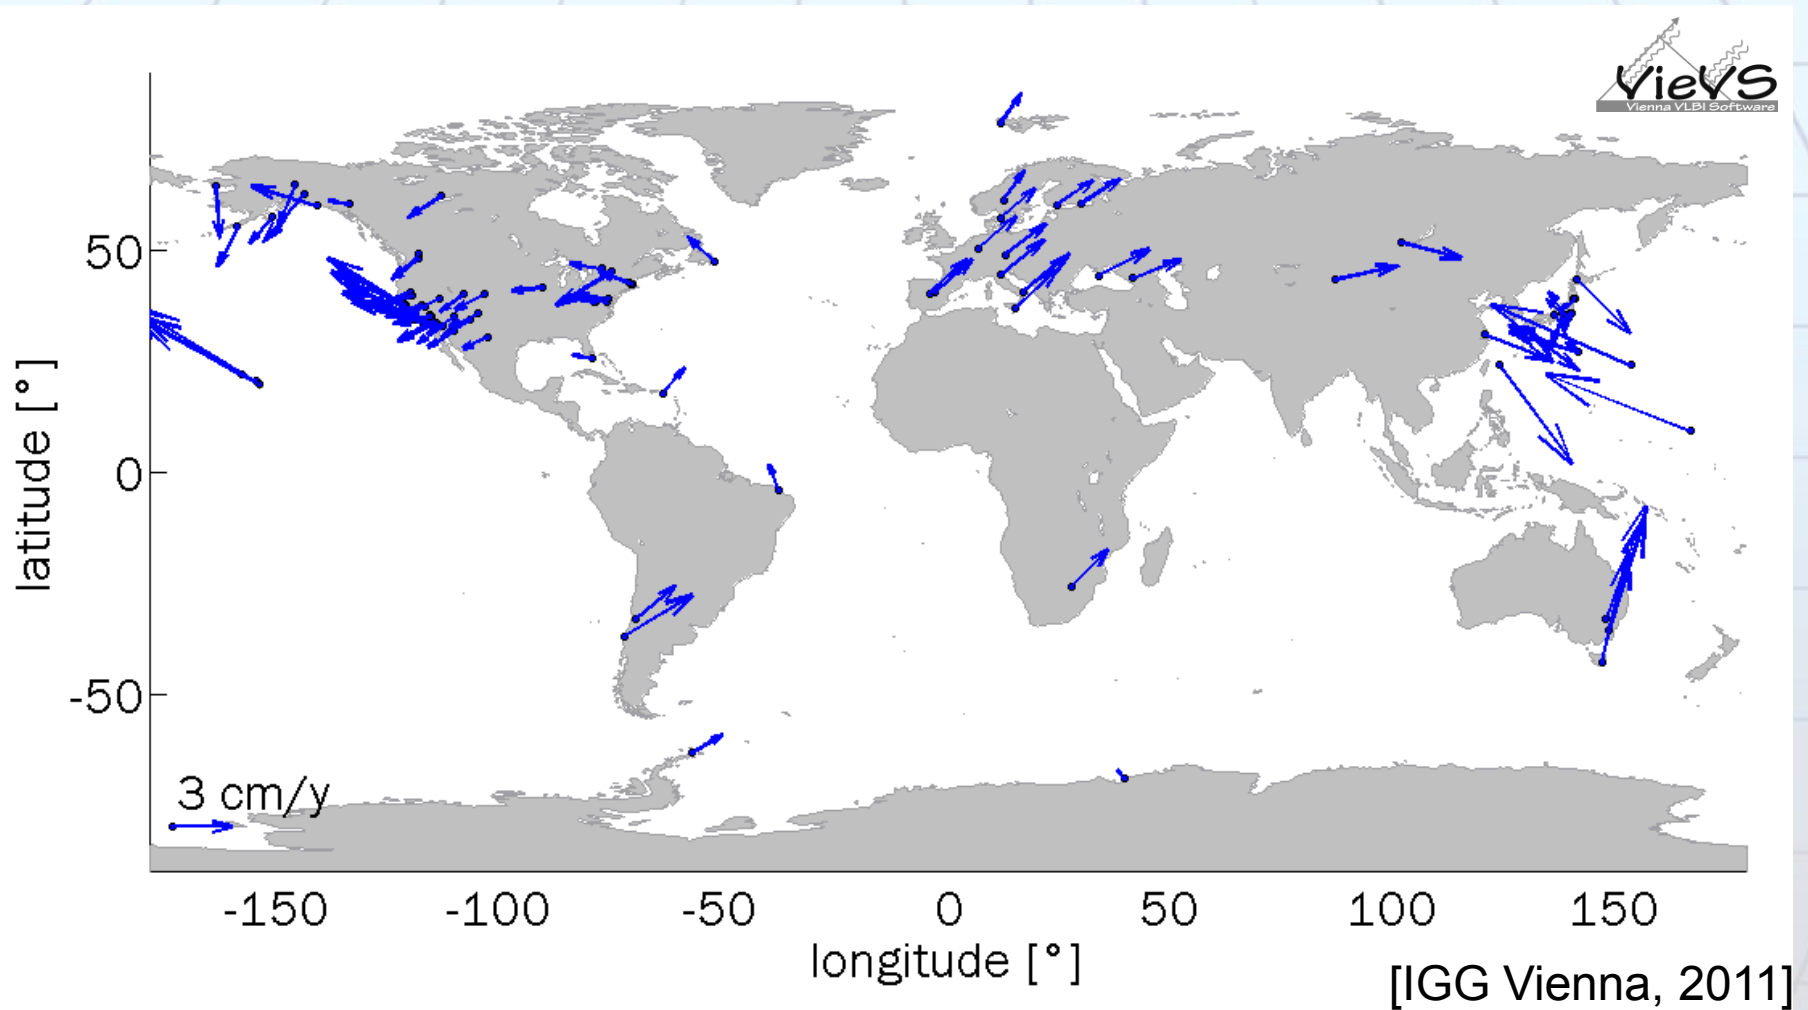 VieVS
Vienna VLBI Software
50
0
-50
latitude [°]
3 cm/y
-150 -100 -50 0 50 100 150
longitude [°]
[IGG Vienna, 2011]